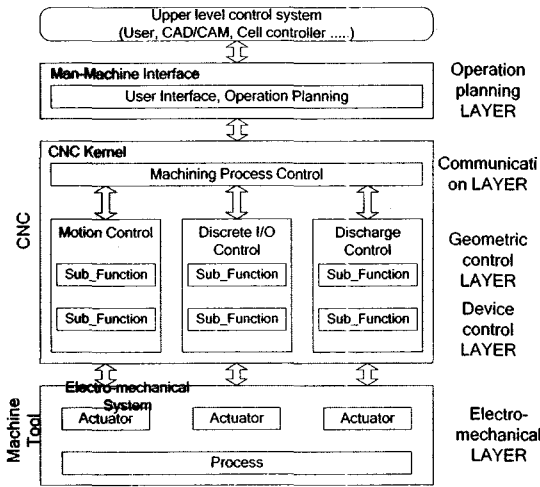 Upper level control system
(User, CAD/CAM, Cell controller .....)
Man-Machine Interface
User Interface, Operation Planning
Operation
planning
LAYER
CNC Kernel
Machining Process Control
Communicati
on LAYER
CNC
Motion Control
Discrete I/O
Control
Discharge
Control
Geometric
control
LAYER
Sub_Function
Sub_Function
Sub_Function
Sub_Function
Sub_Function
Sub_Function
Device
control
LAYER
Electro-mechanical
System
Machine
Tool
Actuator
Actuator
Actuator
Process
Electro-
mechanical
LAYER